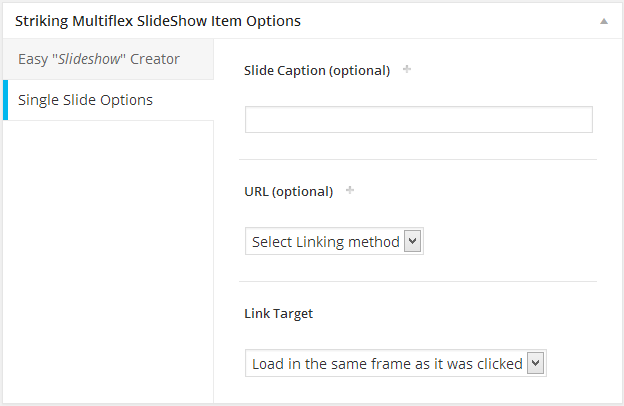 Striking Multiflex SlideShow Item Options
Easy "Slideshow" Creator
Single Slide Options
Slide Caption (optional)
URL (optional)
Select Linking method
Link Target
Load in the same frame as it was clicked